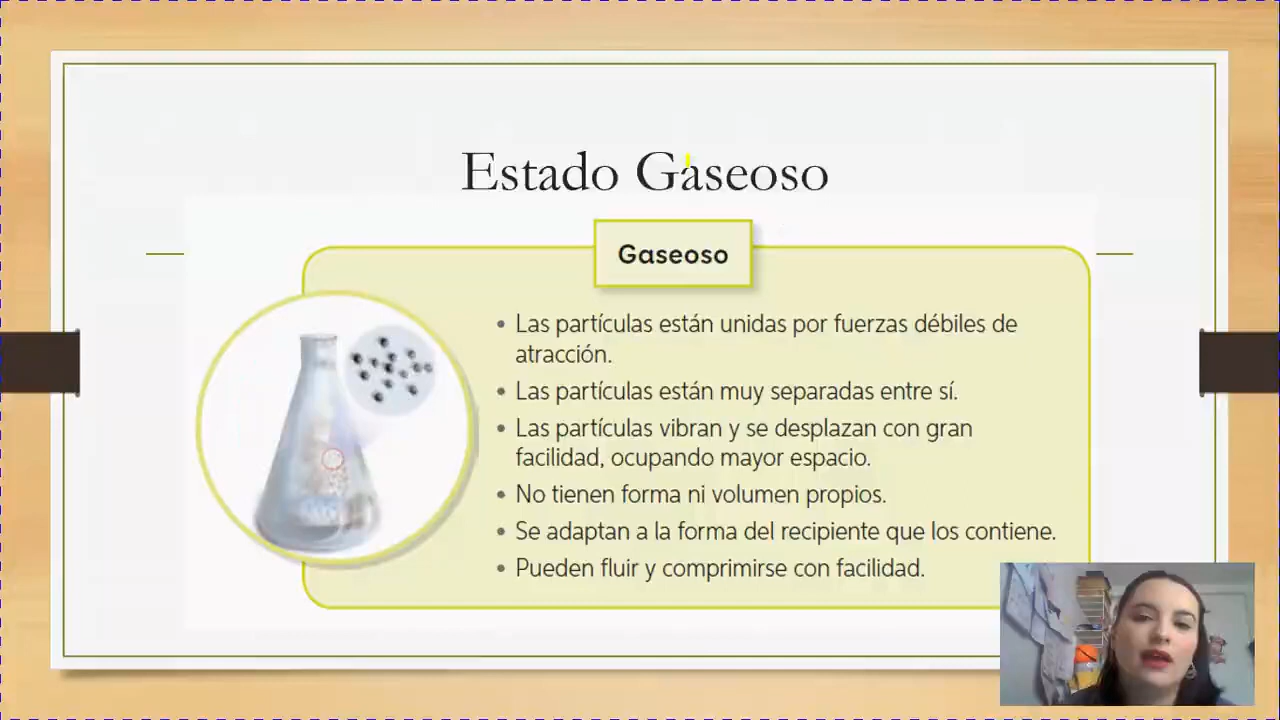 Estado Gaseoso
Gaseoso
• Las partículas están unidas por fuerzas débiles de
atracción.
• Las partículas están muy separadas entre sí.
• Las partículas vibran y se desplazan con gran
facilidad, ocupando mayor espacio.
• No tienen forma ni volumen propios.
• Se adaptan a la forma del recipiente que los contiene.
• Pueden fluir y comprimirse con facilidad.